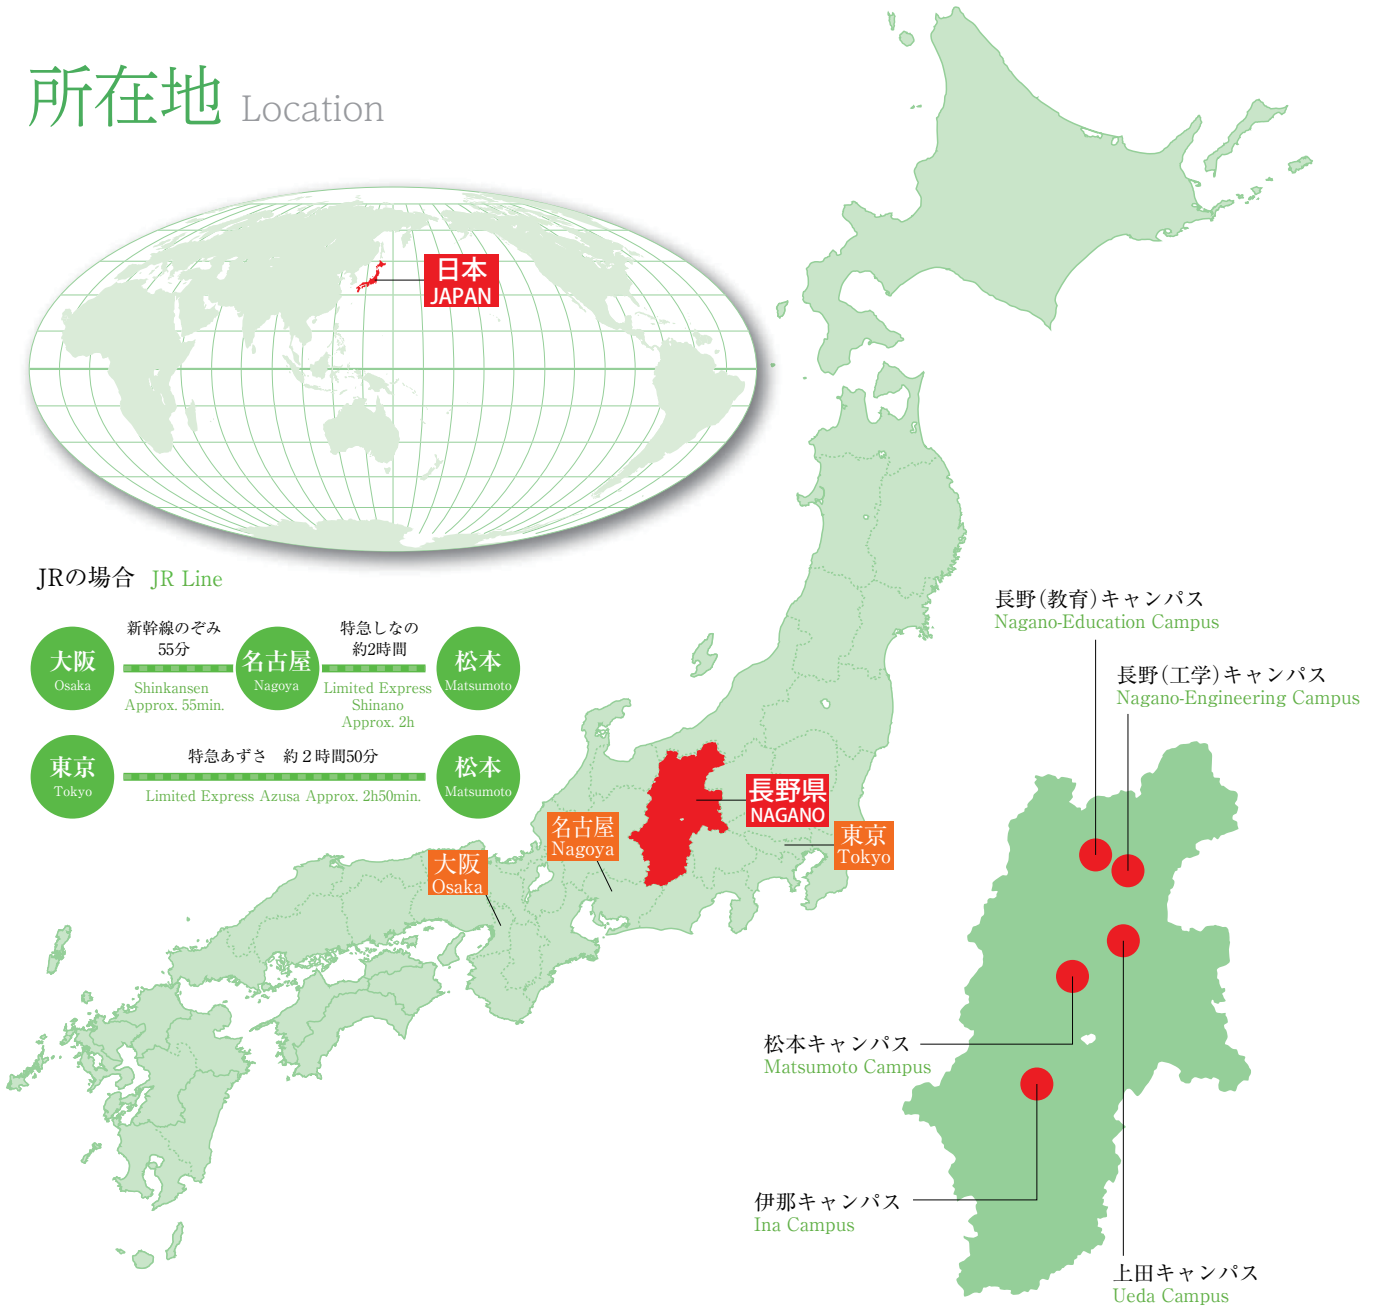 所在地 Location
日本
JAPAN
JRの場合 JR Line
大阪
Osaka
新幹線のぞみ
55分
Shinkansen
Approx. 55min.
名古屋
Nagoya
特急しなの
約2時間
Limited Express
Shinano
Approx. 2h
松本
Matsumoto
東京
Tokyo
特急あずさ 約２時間50分
Limited Express Azusa Approx. 2h50min.
松本
Matsumoto
長野県
NAGANO
名古屋
Nagoya
東京
Tokyo
大阪
Osaka
長野(教育)キャンパス
Nagano-Education Campus
長野(工学)キャンパス
Nagano-Engineering Campus
松本キャンパス
Matsumoto Campus
伊那キャンパス
Ina Campus
上田キャンパス
Ueda Campus